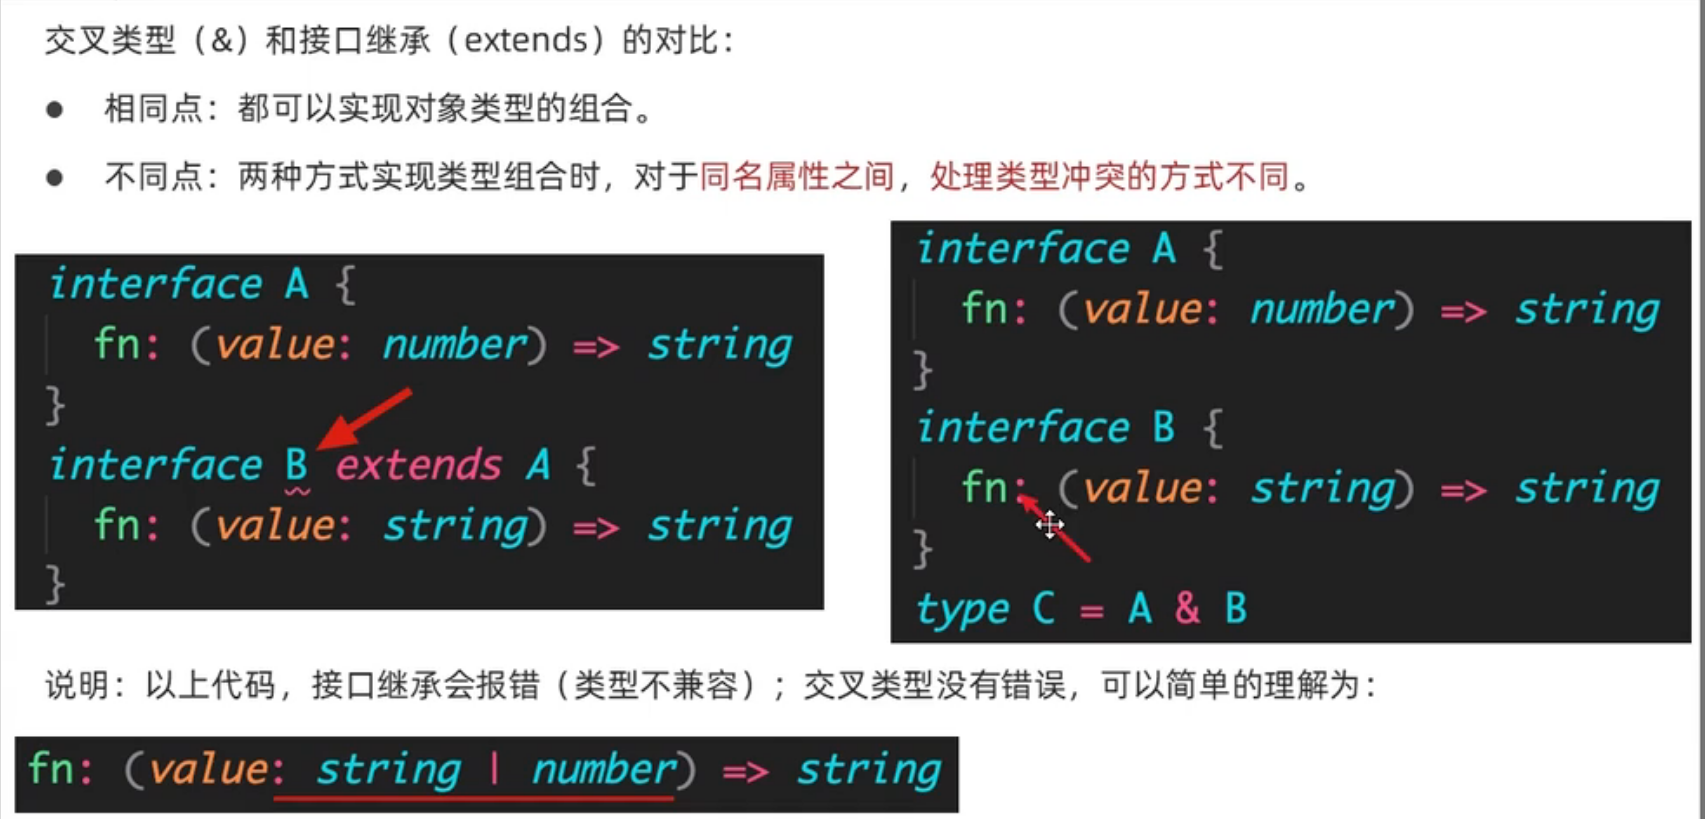 交叉类型（&）和接口继承（extends）的对比：
● 相同点：都可以实现对象类型的组合。
● 不同点：两种方式实现类型组合时，对于同名属性之间，处理类型冲突的方式不同。
interface A {
fn: (value: number) => string
}
interface B extends A {
fn: (value: string) => string
}
interface A {
fn: (value: number) => string
}
interface B {
fn: (value: string) => string
}
type C = A & B
说明：以上代码，接口继承会报错（类型不兼容）；交叉类型没有错误，可以简单的理解为：
fn: (value: string | number) => string